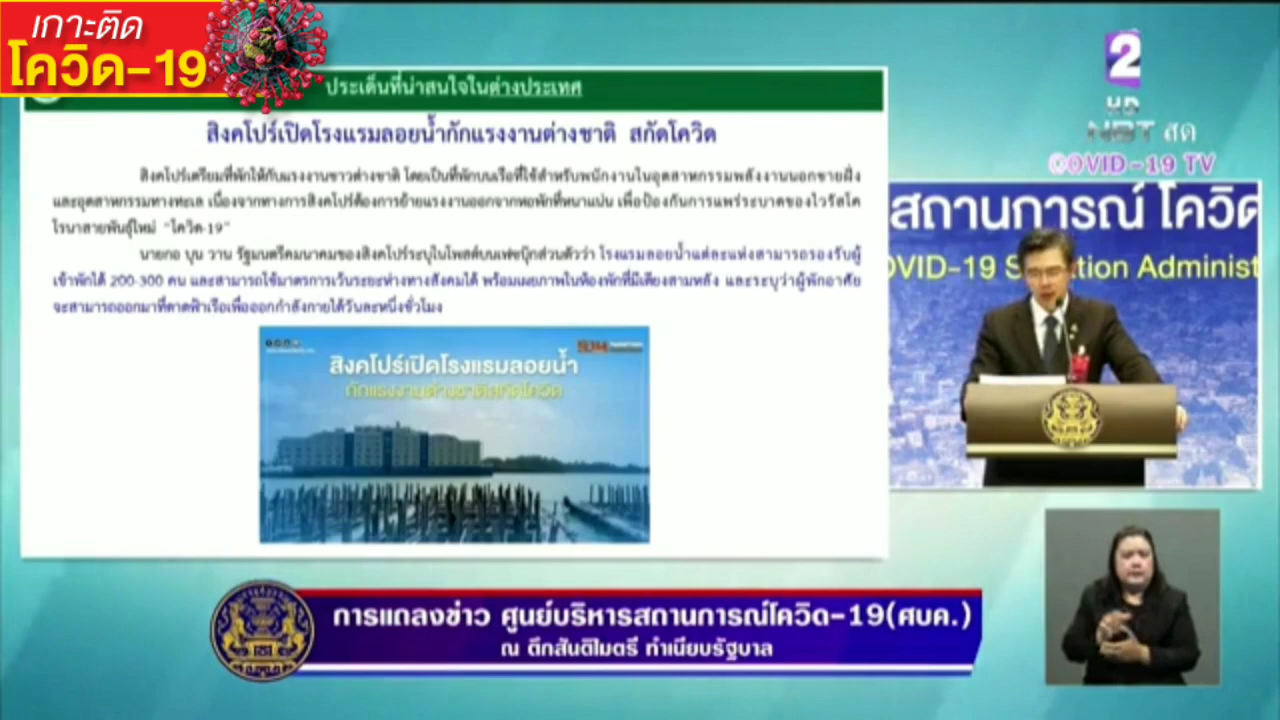 เกาะติด
โควิด-19
ประเด็นที่น่าสนใจในต่างประเทศ
สิงคโปร์เปิดโรงแรมลอยน้ำกักแรงงานต่างชาติ สกัดโควิด
สิงคโปร์เตรียมที่พักให้กับแรงงานชาวต่างชาติ โดยเป็นที่พักบนเรือที่ใช้สำหรับพนักงานในอุตสาหกรรมพลังงานนอกชายฝั่ง
และอุตสาหกรรมทางทะเล เนื่องจากทางการสิงคโปร์ต้องการย้ายแรงงานออกจากหอพักที่หนาแน่น เพื่อป้องกันการแพร่ระบาดของไวรัสโค
โรนาสายพันธุ์ใหม่ "โควิด-19"
นายกอ บุน วาน รัฐมนตรีคมนาคมของสิงคโปร์ระบุในโพสต์บนเฟซบุ๊กส่วนตัวว่า โรงแรมลอยน้ำแต่ละแห่งสามารถรองรับผู้
เข้าพักได้ 200-300 คน และสามารถใช้มาตรการเว้นระยะห่างทางสังคมได้ พร้อมเผยภาพในห้องพักที่มีเตียงสามหลัง และระบุว่าผู้พักอาศัย
จะสามารถออกมาที่ดาดฟ้าเรือเพื่อออกกำลังกายได้วันละหนึ่งชั่วโมง
สิงคโปร์เปิดโรงแรมลอยน้ำ
กักแรงงานต่างชาติสกัดโควิด
2
HD
NBT สด
COVID-19 TV
สถานการณ์ โควิด
OVID-19 S tion Administ
การแถลงข่าว ศูนย์บริหารสถานการณ์โควิด-19(ศบค.)
ณ ตึกสันติไมตรี ทำเนียบรัฐบาล